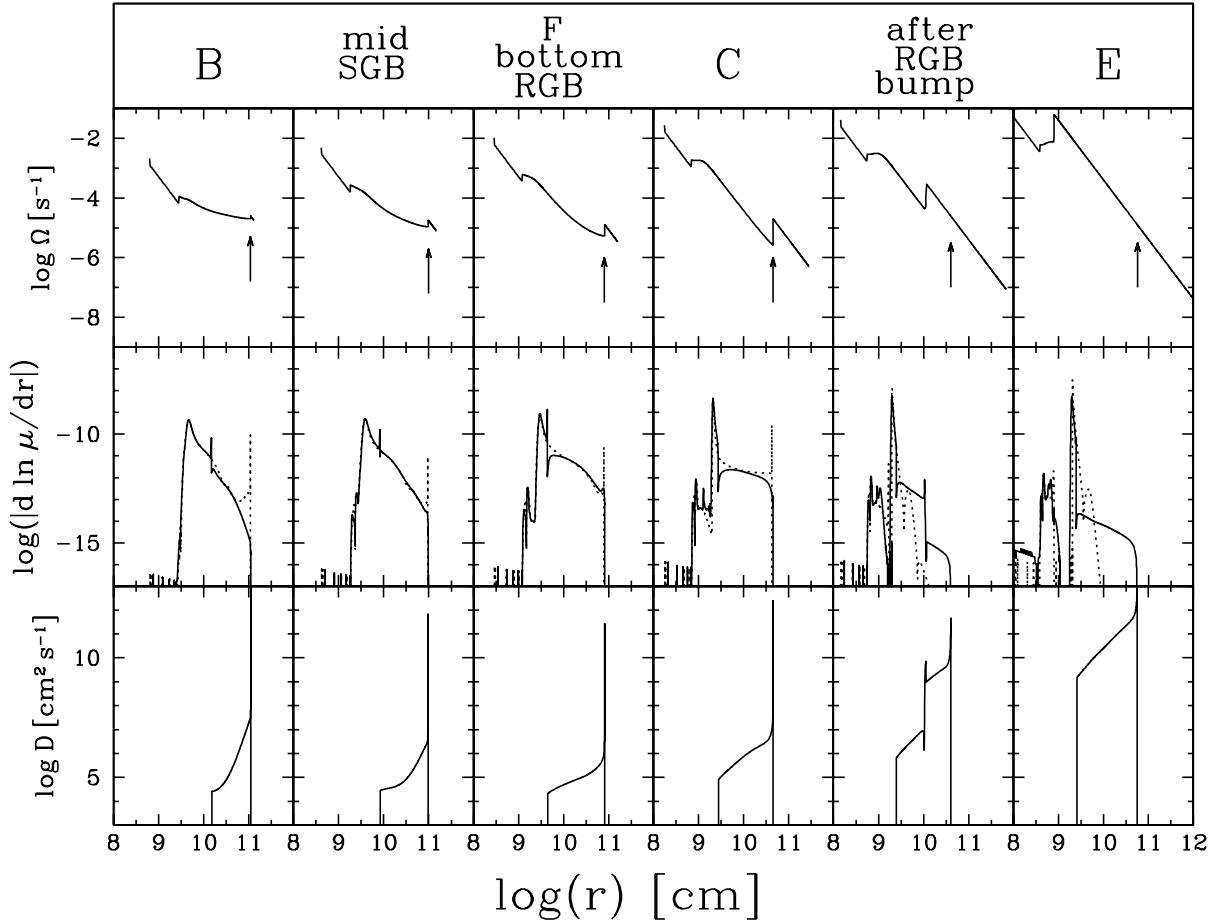 B
mid
SGB
F
bottom
RGB
C
after
RGB
bump
E
log Ω [s⁻¹]
−2
−4
−6
−8
log(|d ln μ/dr|)
−10
−15
log D [cm² s⁻¹]
10
5
8 9 10 11 8 9 10 11 8 9 10 11 8 9 10 11 8 9 10 11 8 9 10 11 12
log(r) [cm]